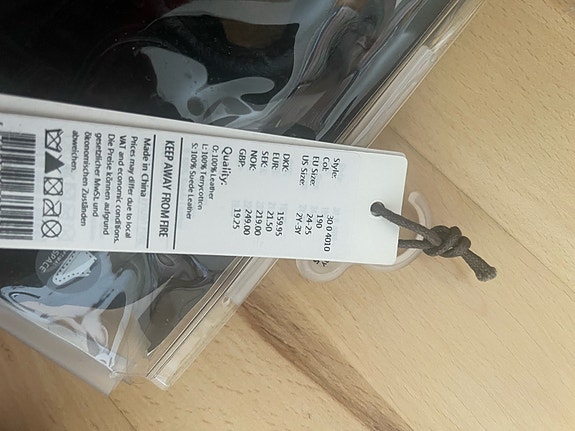 Style: 30 0 4010
Col: 190
EU Size: 24-25
US Size: 2Y-3Y
DKK: 159.95
EUR: 21.50
SEK: 219.00
NOK: 249.00
GBP: 19.25
Quality:
O: 100% Leather
L: 100% Terrycotton
S: 100% Suede Leather
KEEP AWAY FROM FIRE
Made in China
Prices may differ due to local
VAT and economic conditions.
Die Preise können aufgrund
gesetzlicher MwSt. und
ökonomischen Zuständen
abweichen.
SPACE